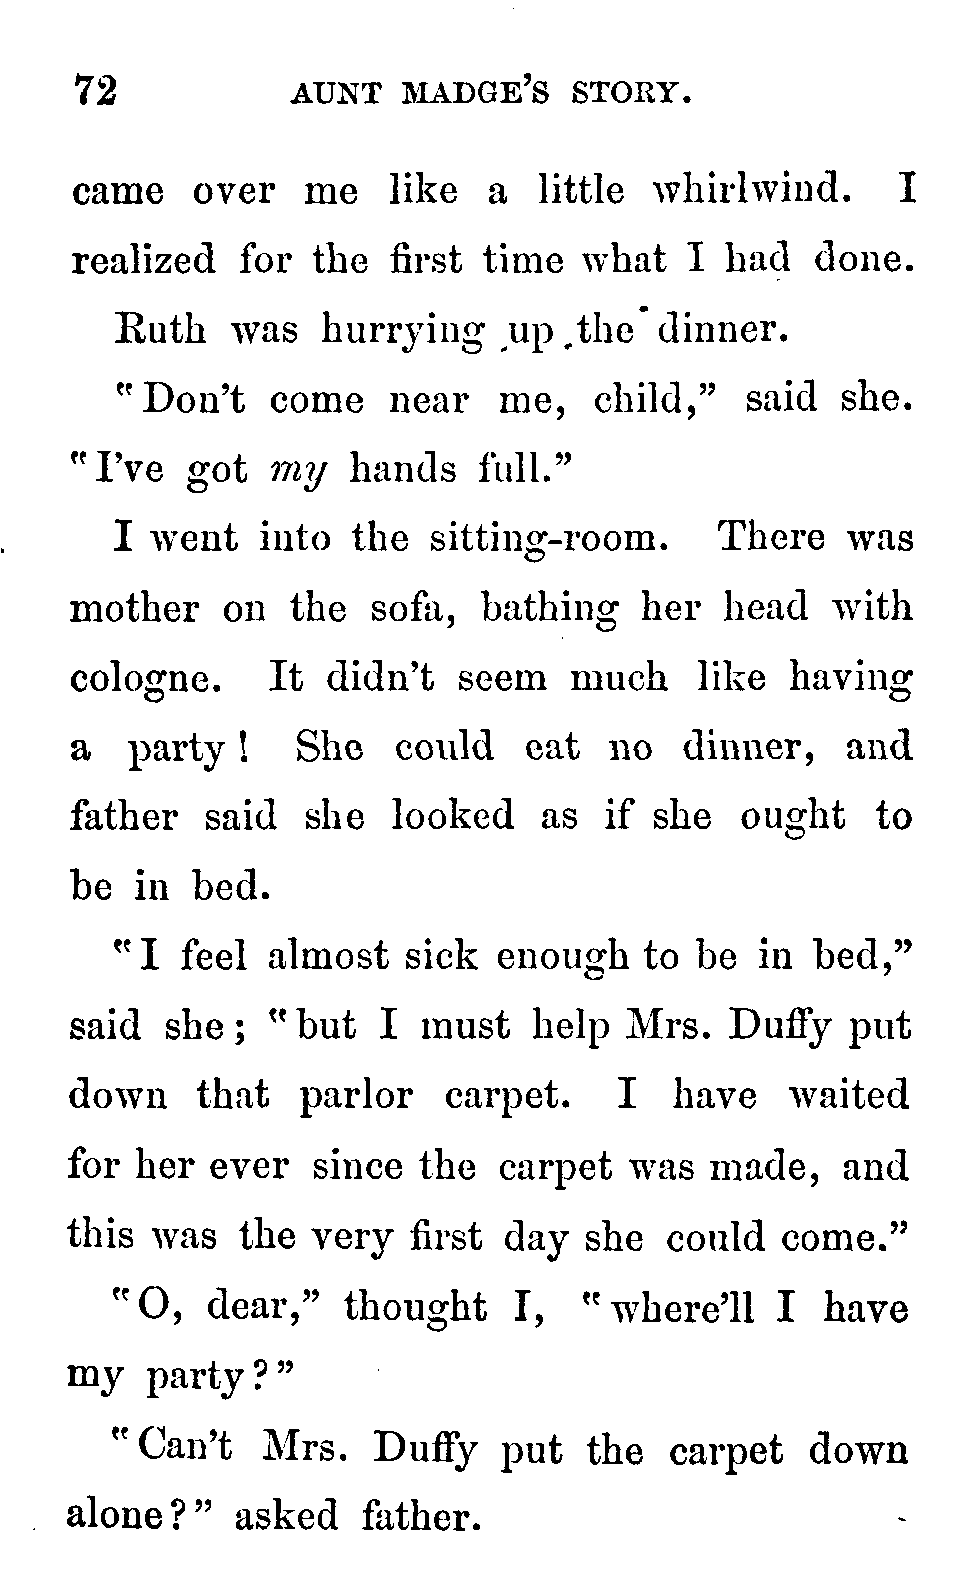 72 AUNT MADGE'S STORY.
came over me like a little whirlwind. I
realized for the first time what I had done.
Ruth was hurrying up the dinner.
"Don't come near me, child," said she.
"I've got my hands full."
I went into the sitting-room. There was
mother on the sofa, bathing her head with
cologne. It didn't seem much like having
a party! She could eat no dinner, and
father said she looked as if she ought to
be in bed.
"I feel almost sick enough to be in bed,"
said she; "but I must help Mrs. Duffy put
down that parlor carpet. I have waited
for her ever since the carpet was made, and
this was the very first day she could come."
"O, dear," thought I, "where'll I have
my party?"
"Can't Mrs. Duffy put the carpet down
alone?" asked father.